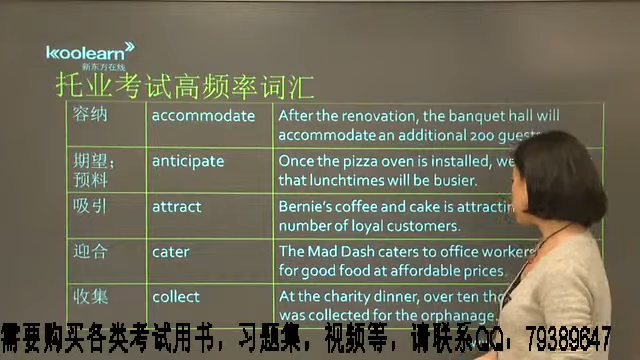 koolearn
新东方在线
托业考试高频率词汇
容纳 accommodate After the renovation, the banquet hall will
accommodate an additional 200 guests
期望; anticipate Once the pizza oven is installed, we
预料 that lunchtimes will be busier.
吸引 attract Bernie's coffee and cake is attracting
number of loyal customers.
迎合 cater The Mad Dash caters to office workers
for good food at affordable prices.
收集 collect At the charity dinner, over ten
was collected for the orphanage.
需要购买各类考试用书，习题集，视频等，请联系QQ：79389647